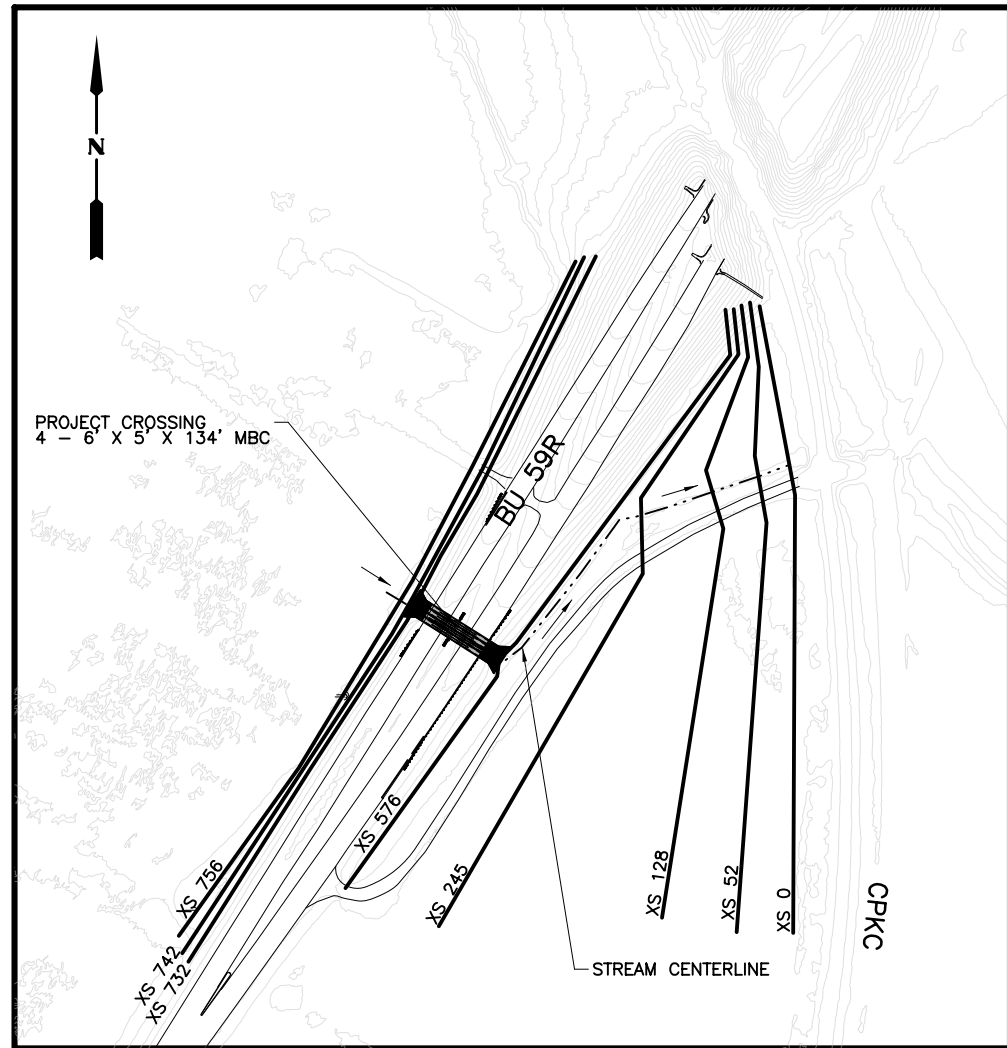 N
PROJECT CROSSING
4 - 6' X 5' X 134' MBC
BU 59R
XS 756
XS 742
XS 732
XS 576
XS 245
XS 128
XS 52
XS 0
CPKC
STREAM CENTERLINE